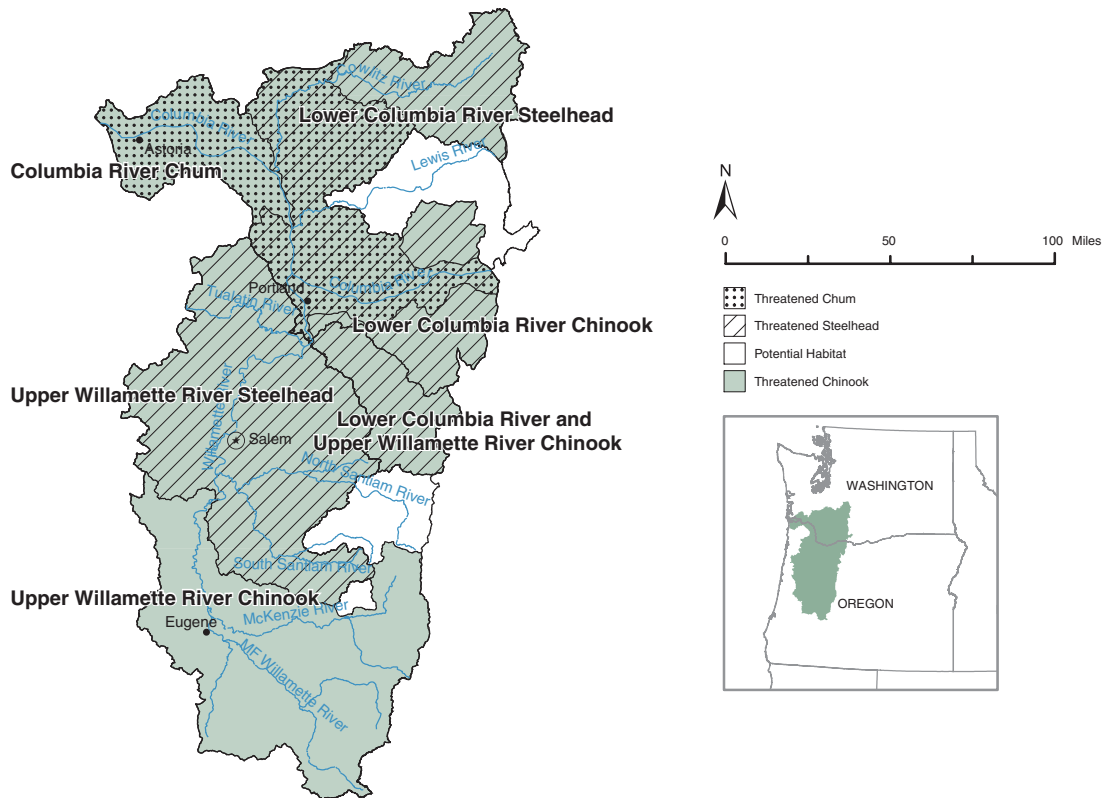 Cowlitz River
Lower Columbia River Steelhead
Columbia River
Astoria
Lewis River
Columbia River Chum
N
0
50
100
Miles
Columbia River
Portland
Tualatin River
Threatened Chum
Threatened Steelhead
Potential Habitat
Threatened Chinook
Lower Columbia River Chinook
Upper Willamette River Steelhead
Willamette River
Lower Columbia River and
Upper Willamette River Chinook
Salem
North Santiam River
South Santiam River
Upper Willamette River Chinook
McKenzie River
Eugene
MF Willamette River
WASHINGTON
OREGON